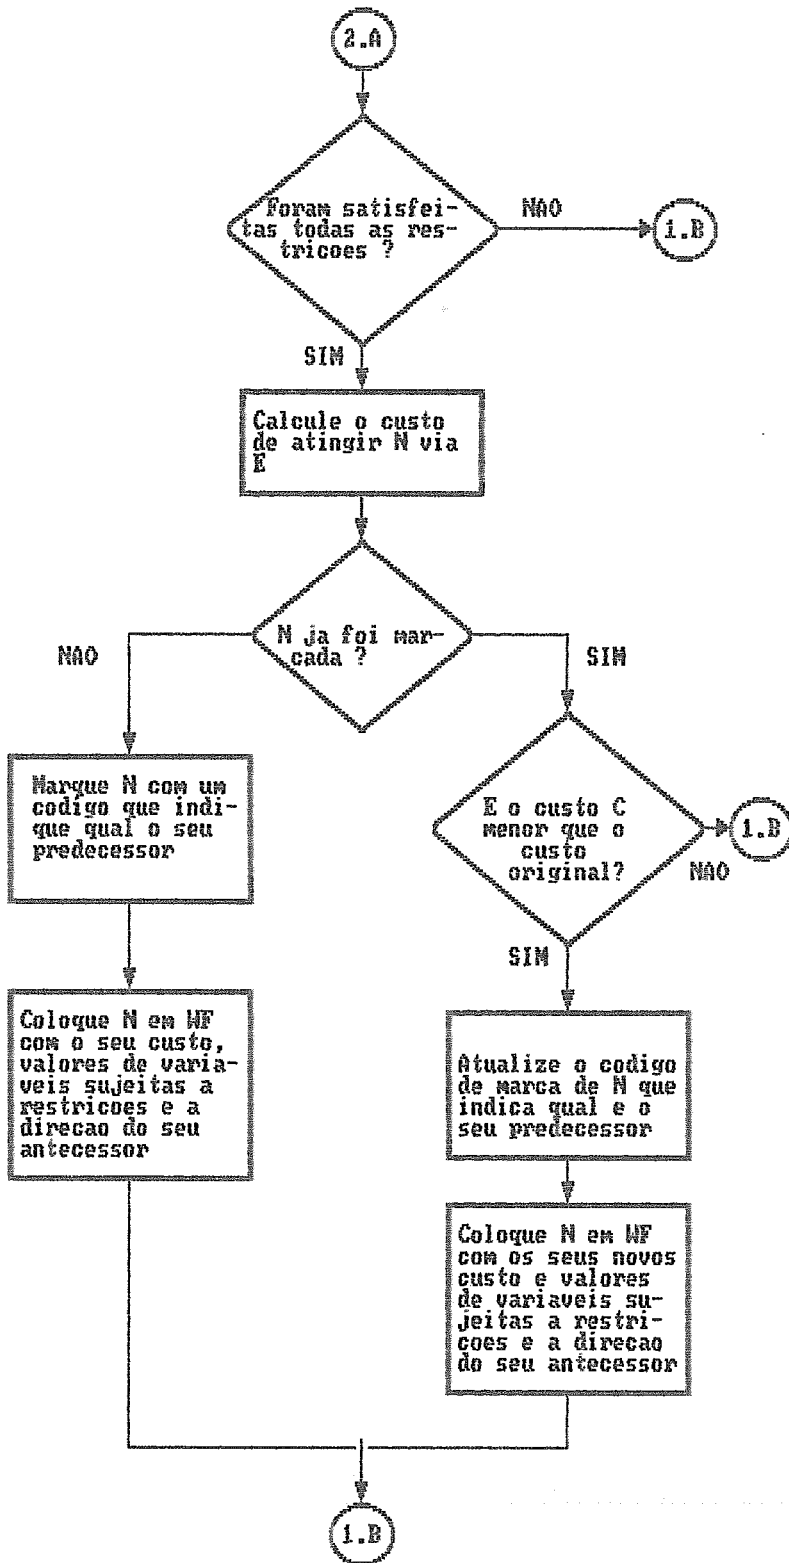 2.A
Foram satisfei-
tas todas as res-
tricoes ?
NAO
1.B
SIM
Calcule o custo
de atingir N via
E
N ja foi mar-
cada ?
NAO
SIM
Marque N com um
codigo que indi-
que qual o seu
predecessor
E o custo C
menor que o
custo
original?
1.B
NAO
SIM
Coloque N em WF
com o seu custo,
valores de varia-
veis sujeitas a
restricoes e a
direcao do seu
antecessor
Atualize o codigo
de marca de N que
indica qual e o
seu predecessor
Coloque N em WF
com os seus novos
custo e valores
de variaveis su-
jeitas a restri-
coes e a direcao
do seu antecessor
1.B